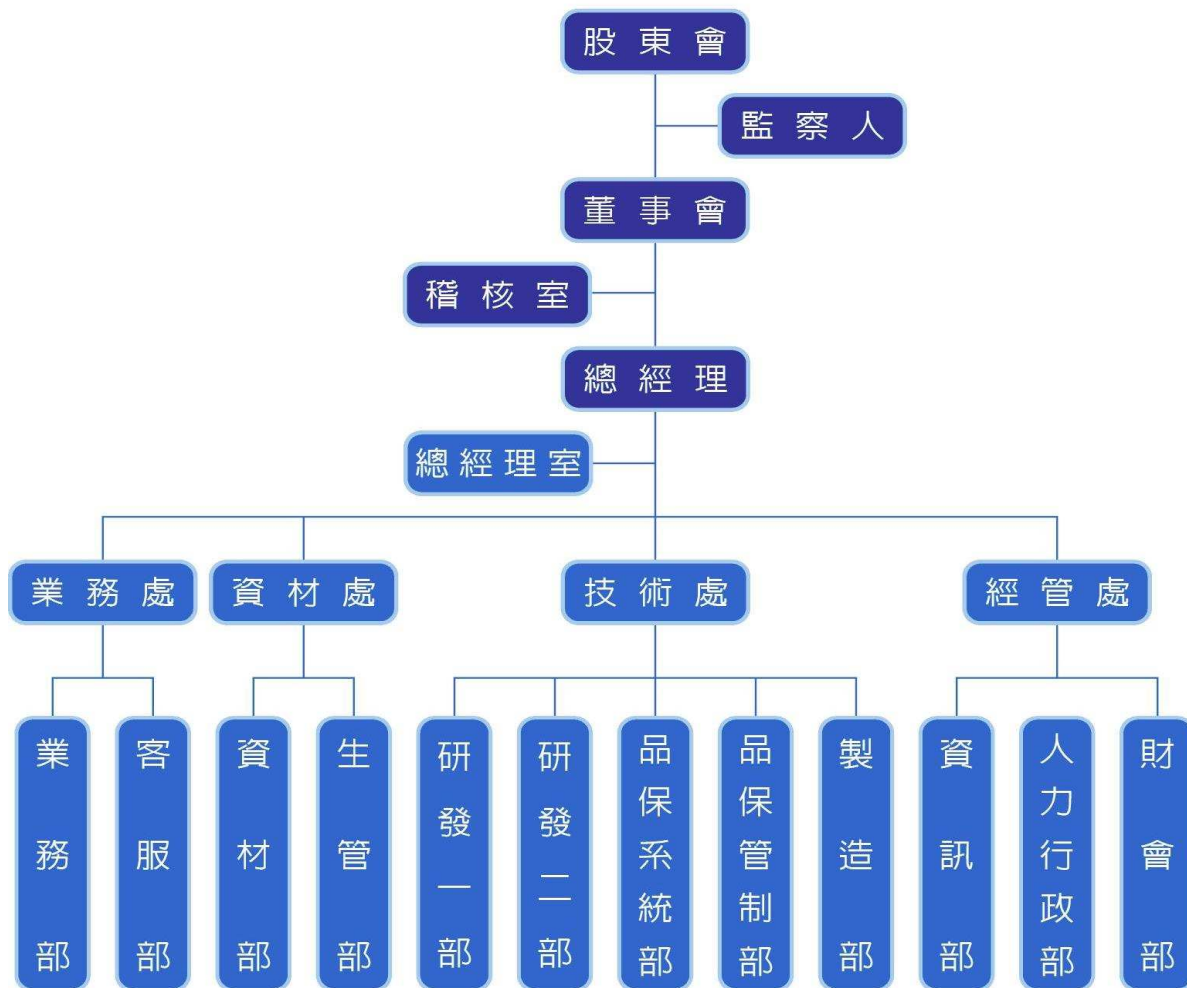 股東會
監察人
董事會
稽核室
總經理
總經理室
業務處
資材處
技術處
經管處
業務部
客服部
資材部
生管部
研發一部
研發二部
品保系統部
品保管制部
製造部
資訊部
人力行政部
財會部